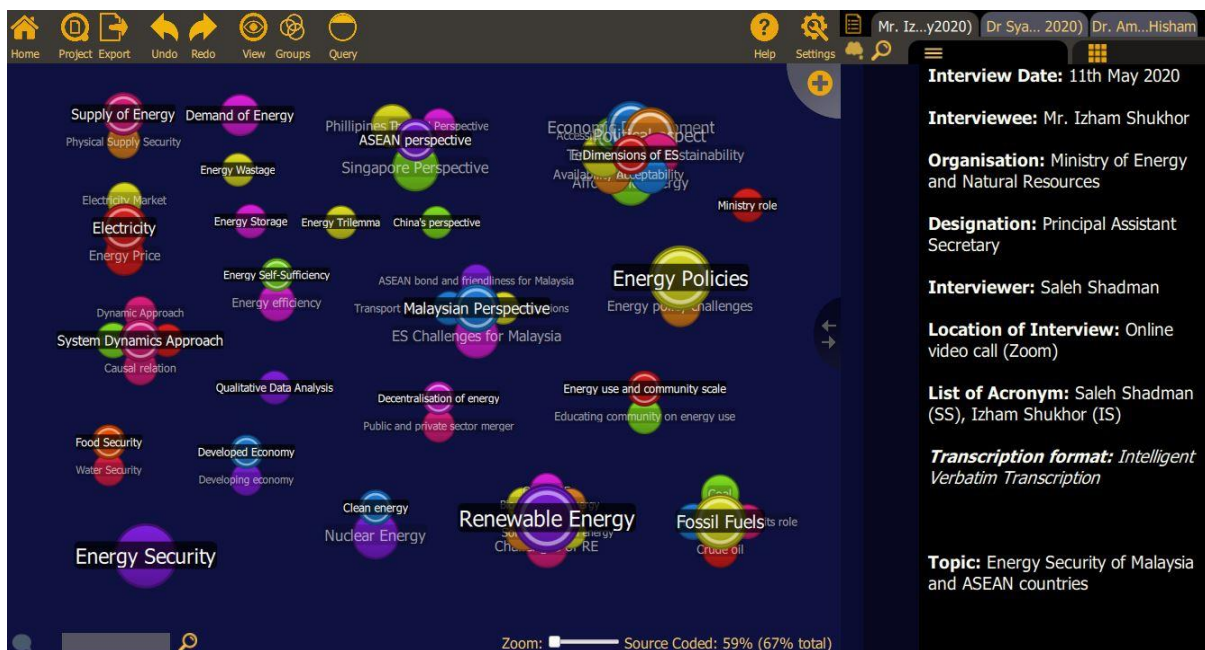 Home Project Export Undo Redo View Groups Query Help Settings
Mr. Iz...y2020) Dr Sya... 2020) Dr. Am...Hisham
Supply of Energy
Physical Supply Security
Demand of Energy
Energy Wastage
Phillipines Perspective
ASEAN perspective
Singapore Perspective
Dimensions of ES
Ministry role
Electricity Market
Electricity
Energy Price
Energy Storage
Energy Trilemma
China's perspective
Energy Self-Sufficiency
Energy efficiency
ASEAN bond and friendliness for Malaysia
Transport Malaysian Perspective
ES Challenges for Malaysia
Energy Policies
Energy policy challenges
Dynamic Approach
System Dynamics Approach
Causal relation
Qualitative Data Analysis
Decentralisation of energy
Public and private sector merger
Energy use and community scale
Educating community on energy use
Food Security
Water Security
Developed Economy
Developing economy
Clean energy
Nuclear Energy
Renewable Energy
Coal
Fossil Fuels its role
Crude oil
Energy Security
Zoom: Source Coded: 59% (67% total)
Interview Date: 11th May 2020
Interviewee: Mr. Izham Shukhor
Organisation: Ministry of Energy
and Natural Resources
Designation: Principal Assistant
Secretary
Interviewer: Saleh Shadman
Location of Interview: Online
video call (Zoom)
List of Acronym: Saleh Shadman
(SS), Izham Shukhor (IS)
Transcription format: Intelligent
Verbatim Transcription
Topic: Energy Security of Malaysia
and ASEAN countries